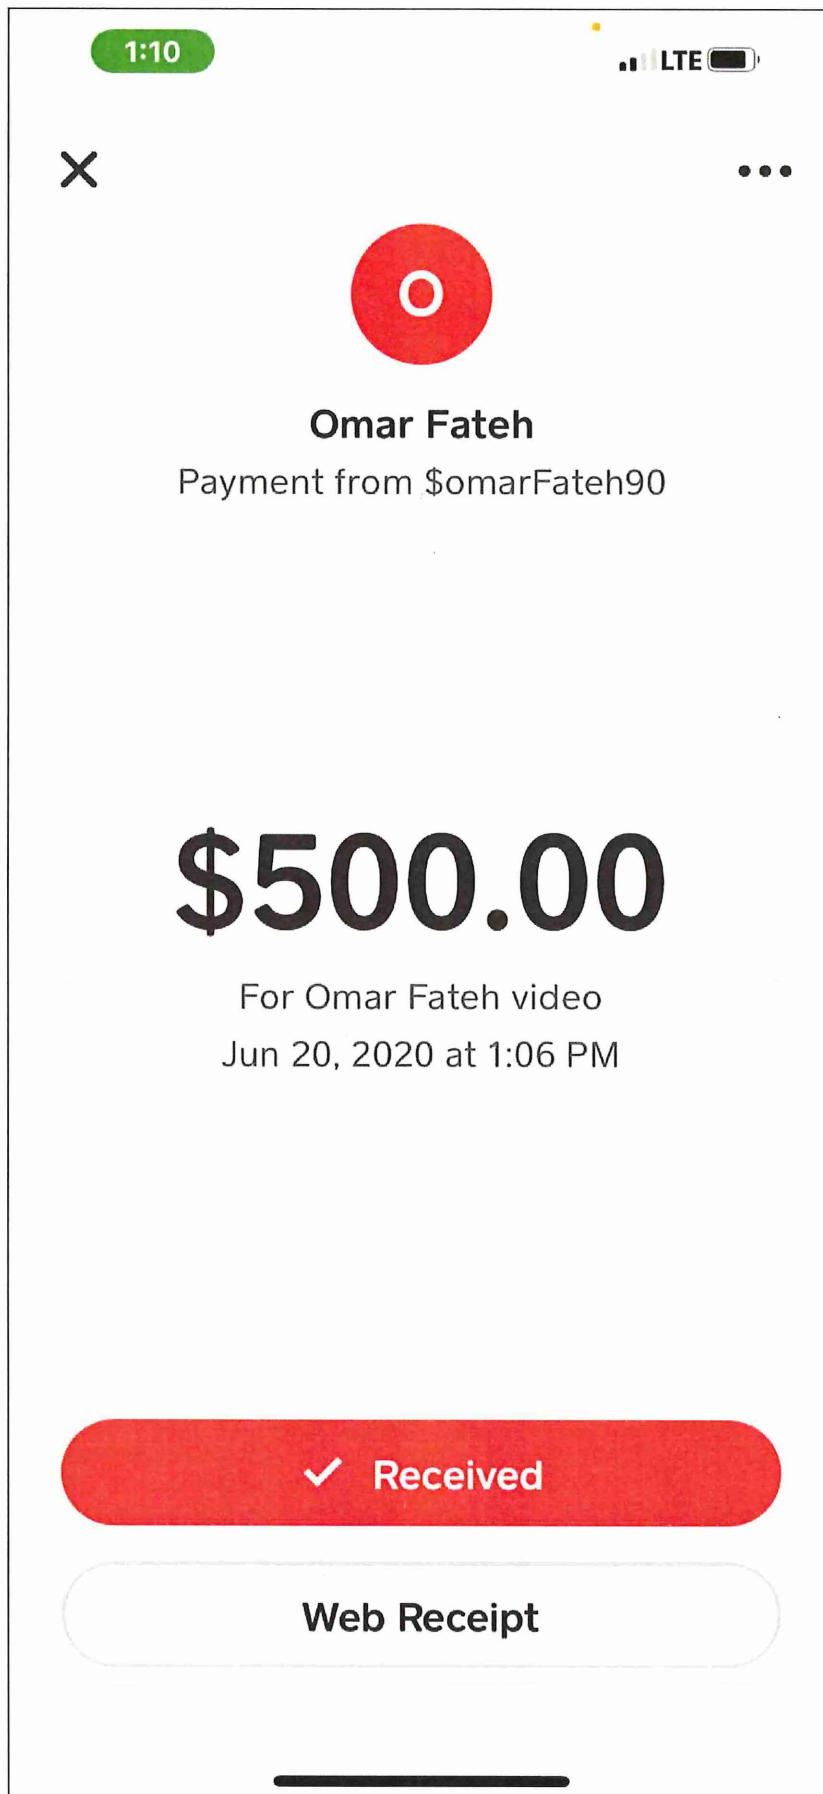 1:10
LTE
O
Omar Fateh
Payment from $omarFateh90
$500.00
For Omar Fateh video
Jun 20, 2020 at 1:06 PM
Received
Web Receipt